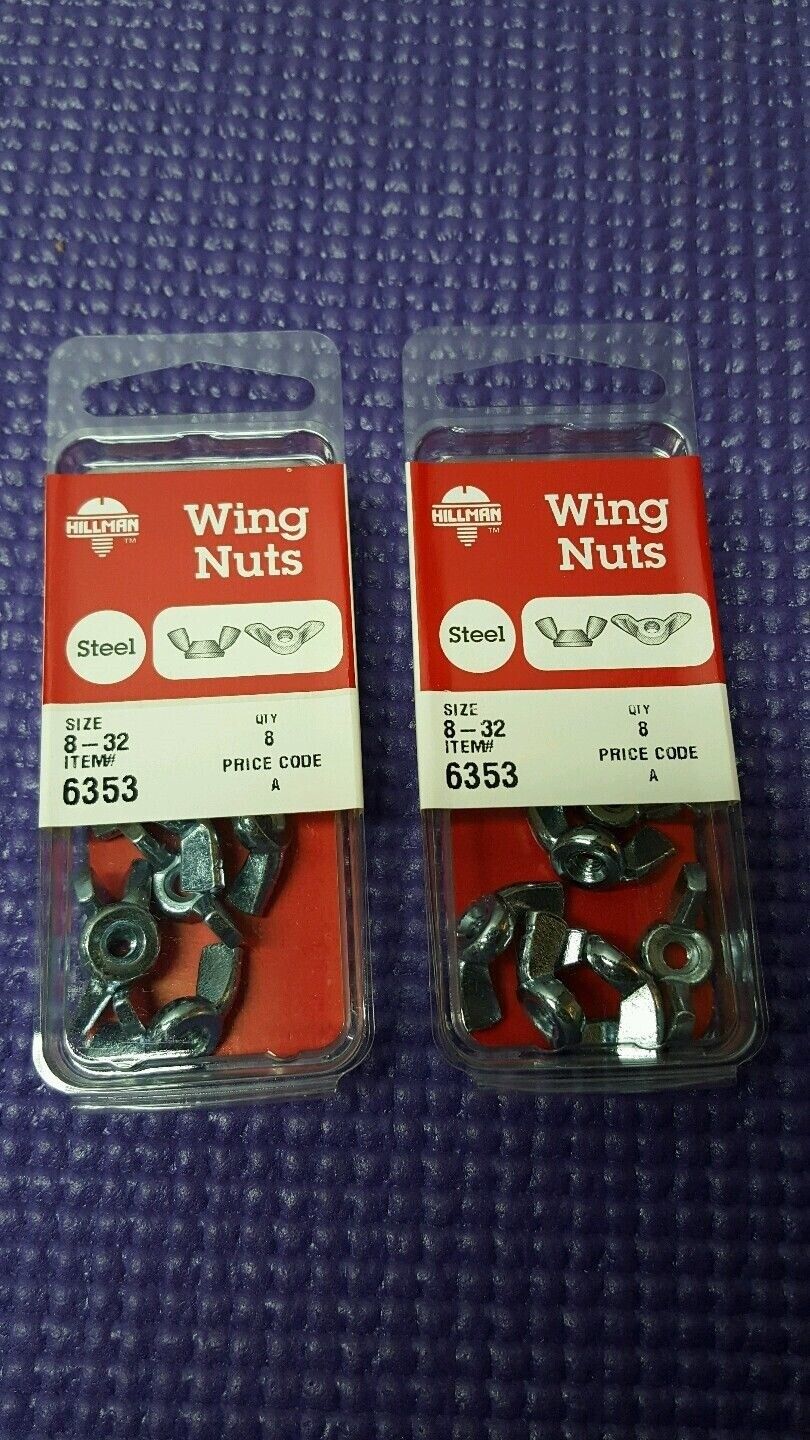 HILLMAN
TM
Wing
Nuts
Steel
SIZE
8-32
ITEM#
6353
QTY
8
PRICE CODE
A
HILLMAN
TM
Wing
Nuts
Steel
SIZE
8-32
ITEM#
6353
QTY
8
PRICE CODE
A